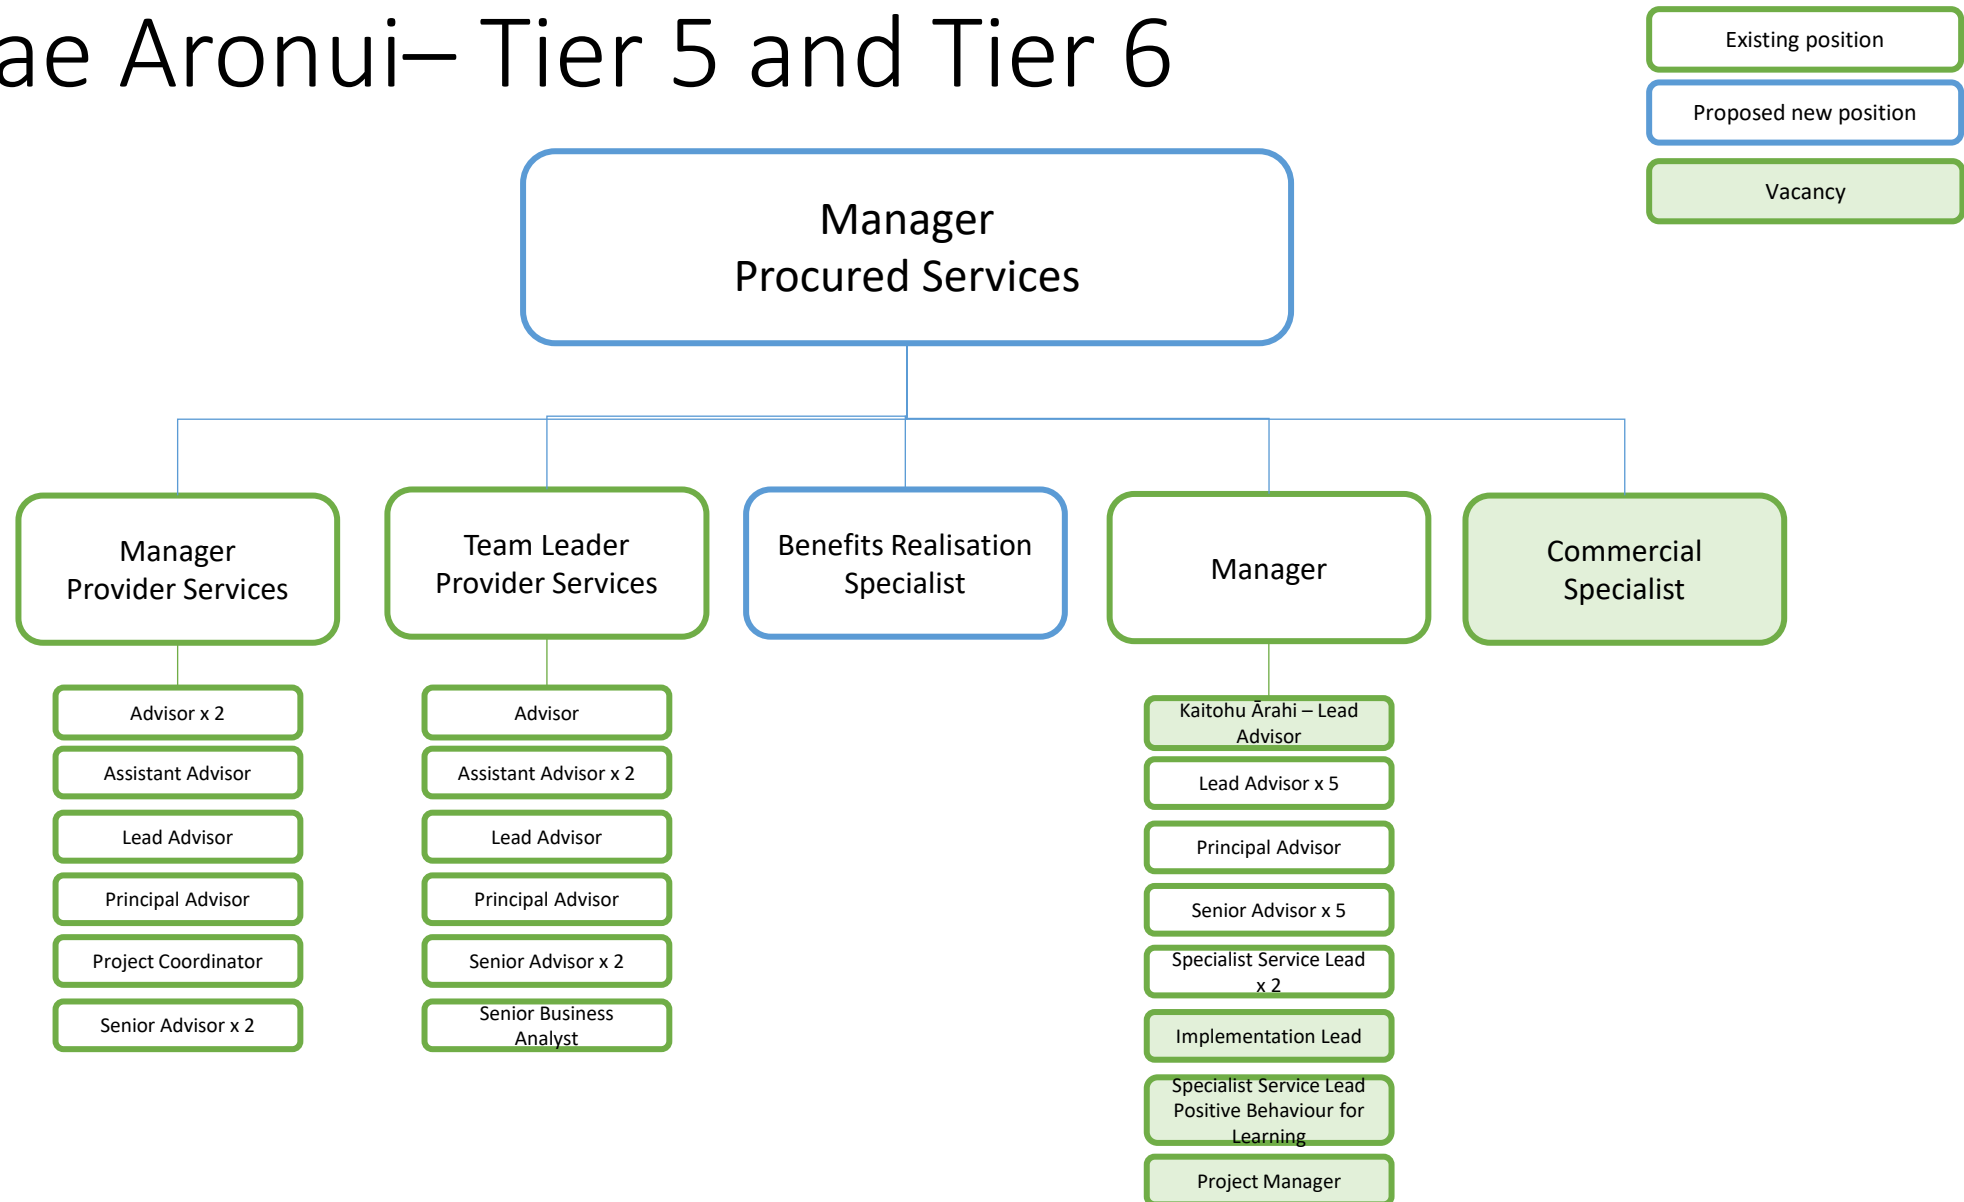 ae Aronui– Tier 5 and Tier 6
Existing position
Proposed new position
Vacancy
Manager
Procured Services
Manager
Provider Services
Team Leader
Provider Services
Benefits Realisation
Specialist
Manager
Commercial
Specialist
Advisor x 2
Assistant Advisor
Lead Advisor
Principal Advisor
Project Coordinator
Senior Advisor x 2
Advisor
Assistant Advisor x 2
Lead Advisor
Principal Advisor
Senior Advisor x 2
Senior Business
Analyst
Kaitohu Ārahi – Lead
Advisor
Lead Advisor x 5
Principal Advisor
Senior Advisor x 5
Specialist Service Lead
x 2
Implementation Lead
Specialist Service Lead
Positive Behaviour for
Learning
Project Manager